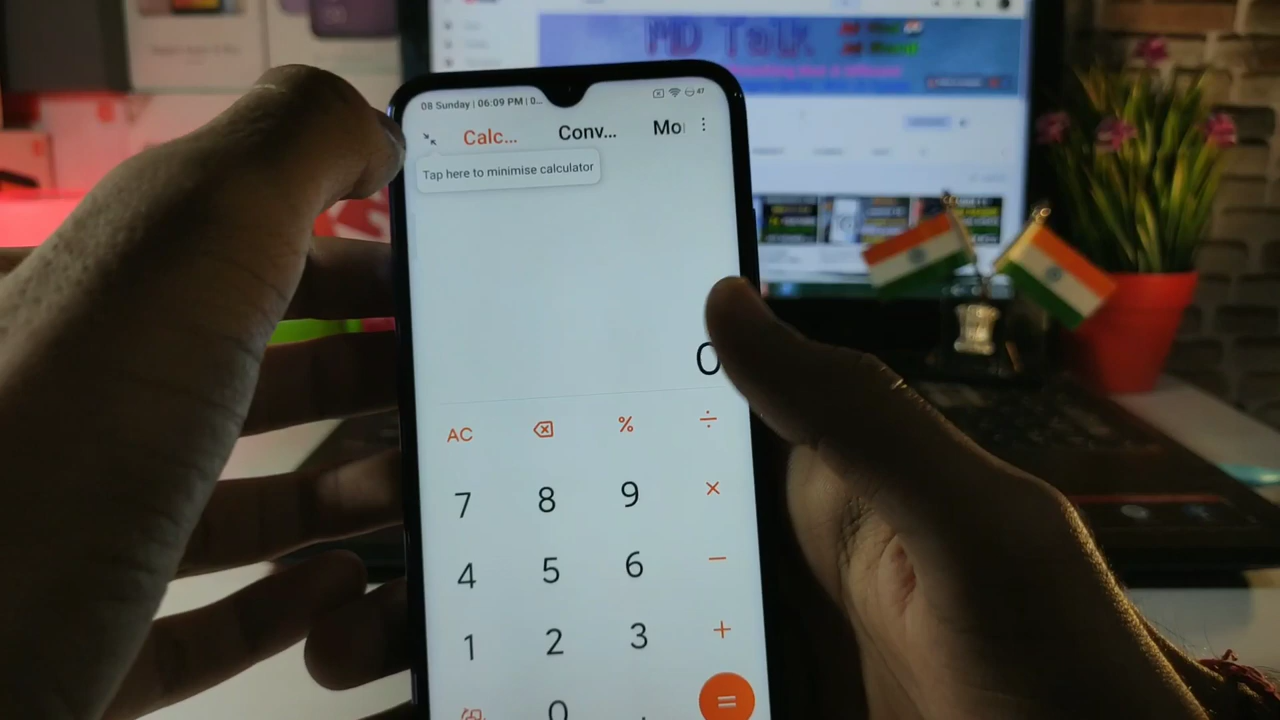 MD Talk
08 Sunday | 06:09 PM | 0...
47
Calc... Conv... Mo
Tap here to minimise calculator
0
AC % ÷
7 8 9 ×
4 5 6 −
1 2 3 +
0 . =